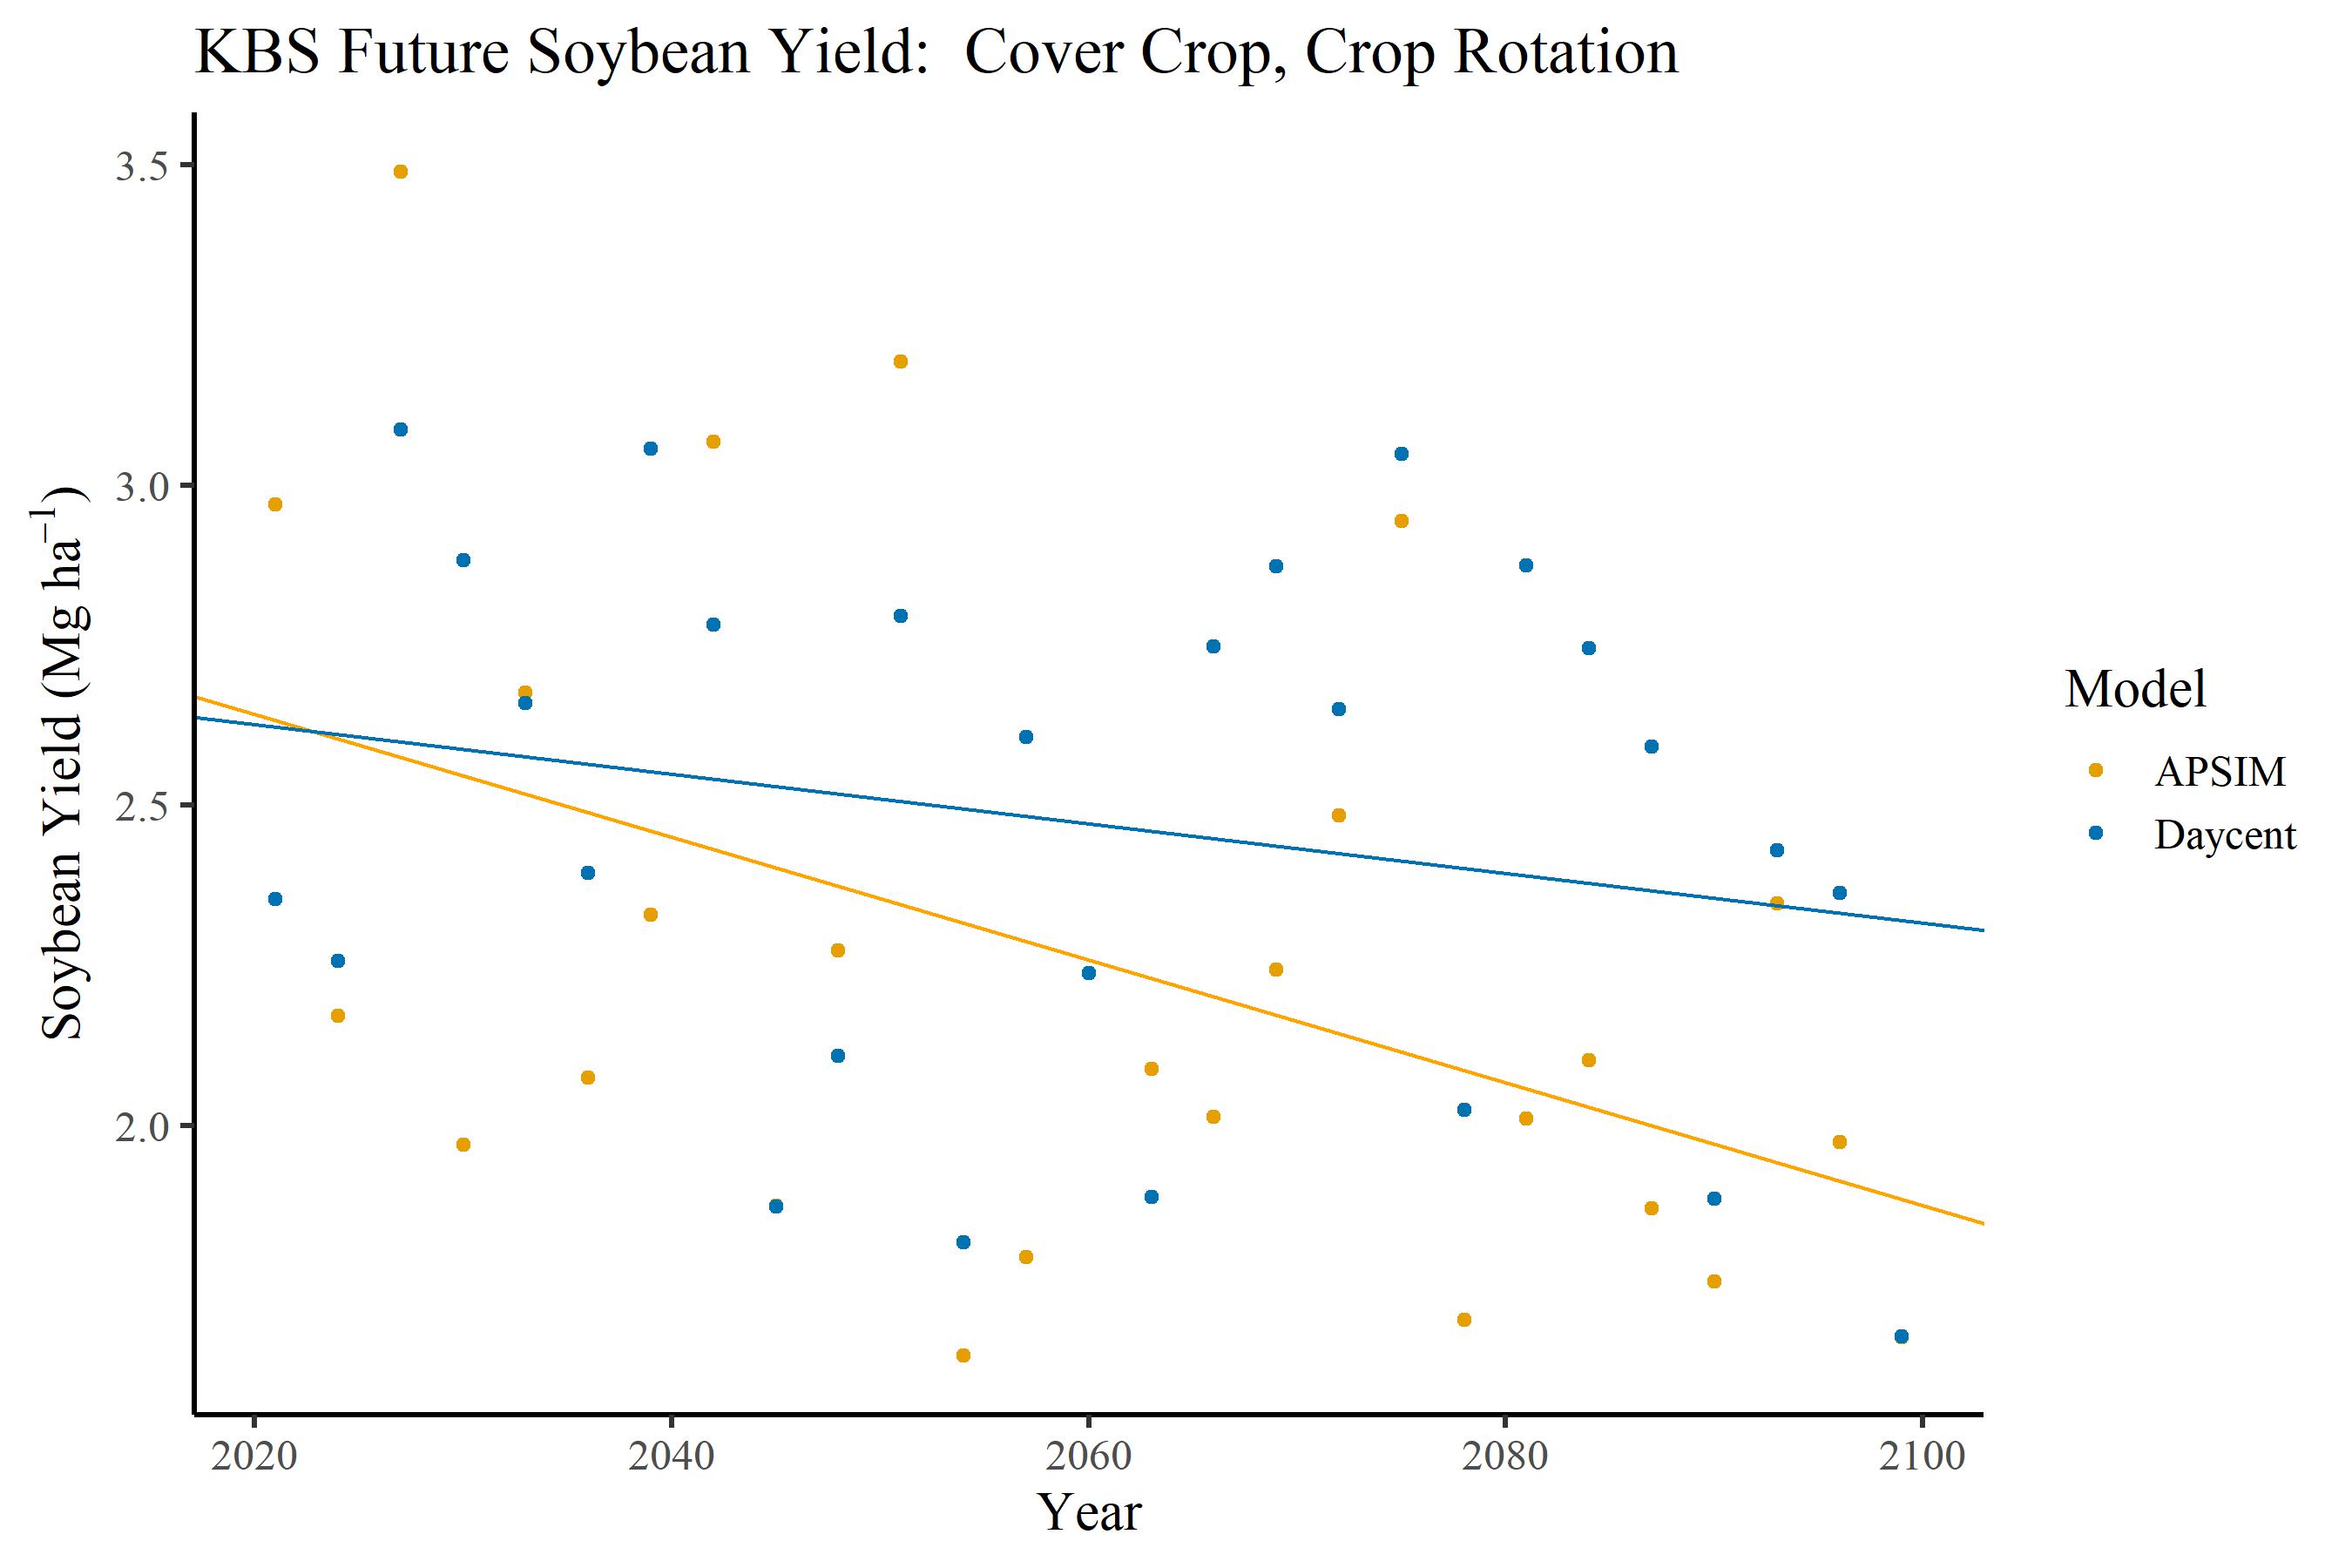 KBS Future Soybean Yield:  Cover Crop, Crop Rotation
3.5
3.0
2.5
2.0
Soybean Yield (Mg ha⁻¹)
2020 2040 2060 2080 2100
Year
Model
APSIM
Daycent